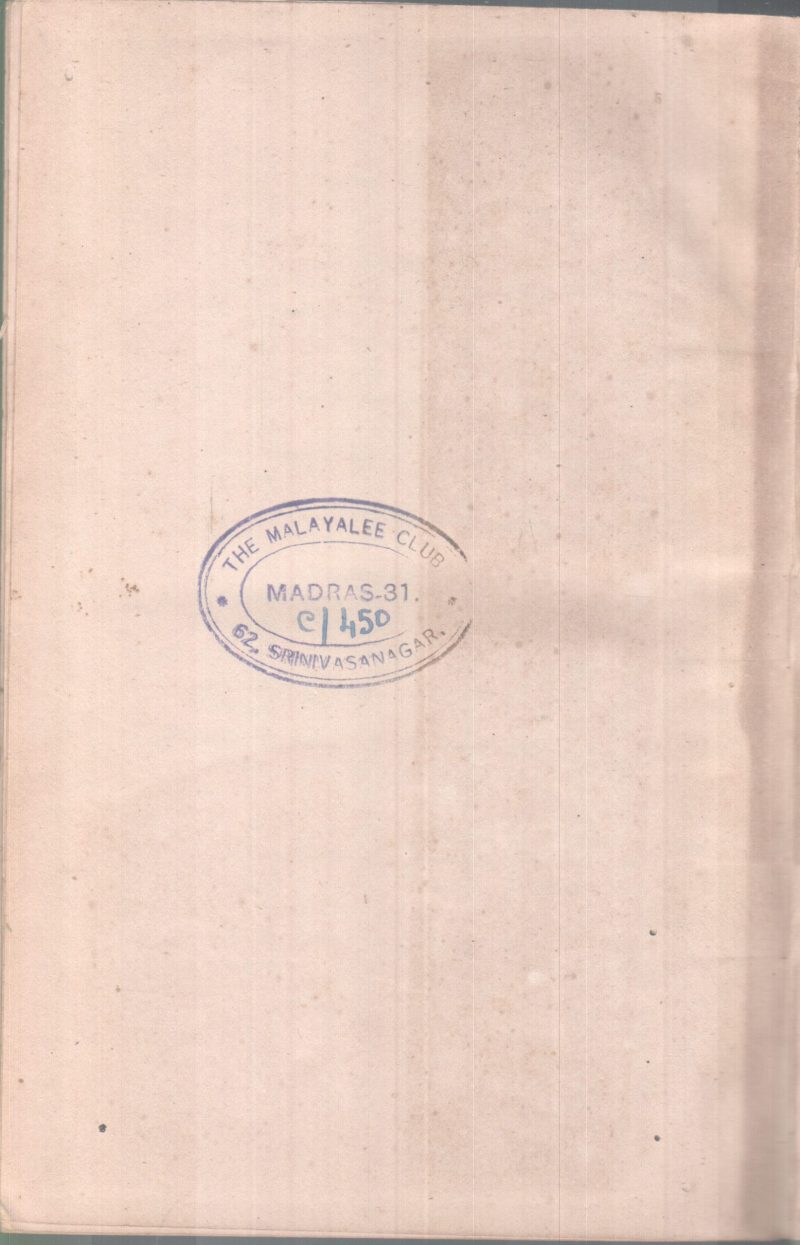 THE MALAYALEE CLUB
MADRAS-31.
C/450
62, SRINIVASANAGAR.